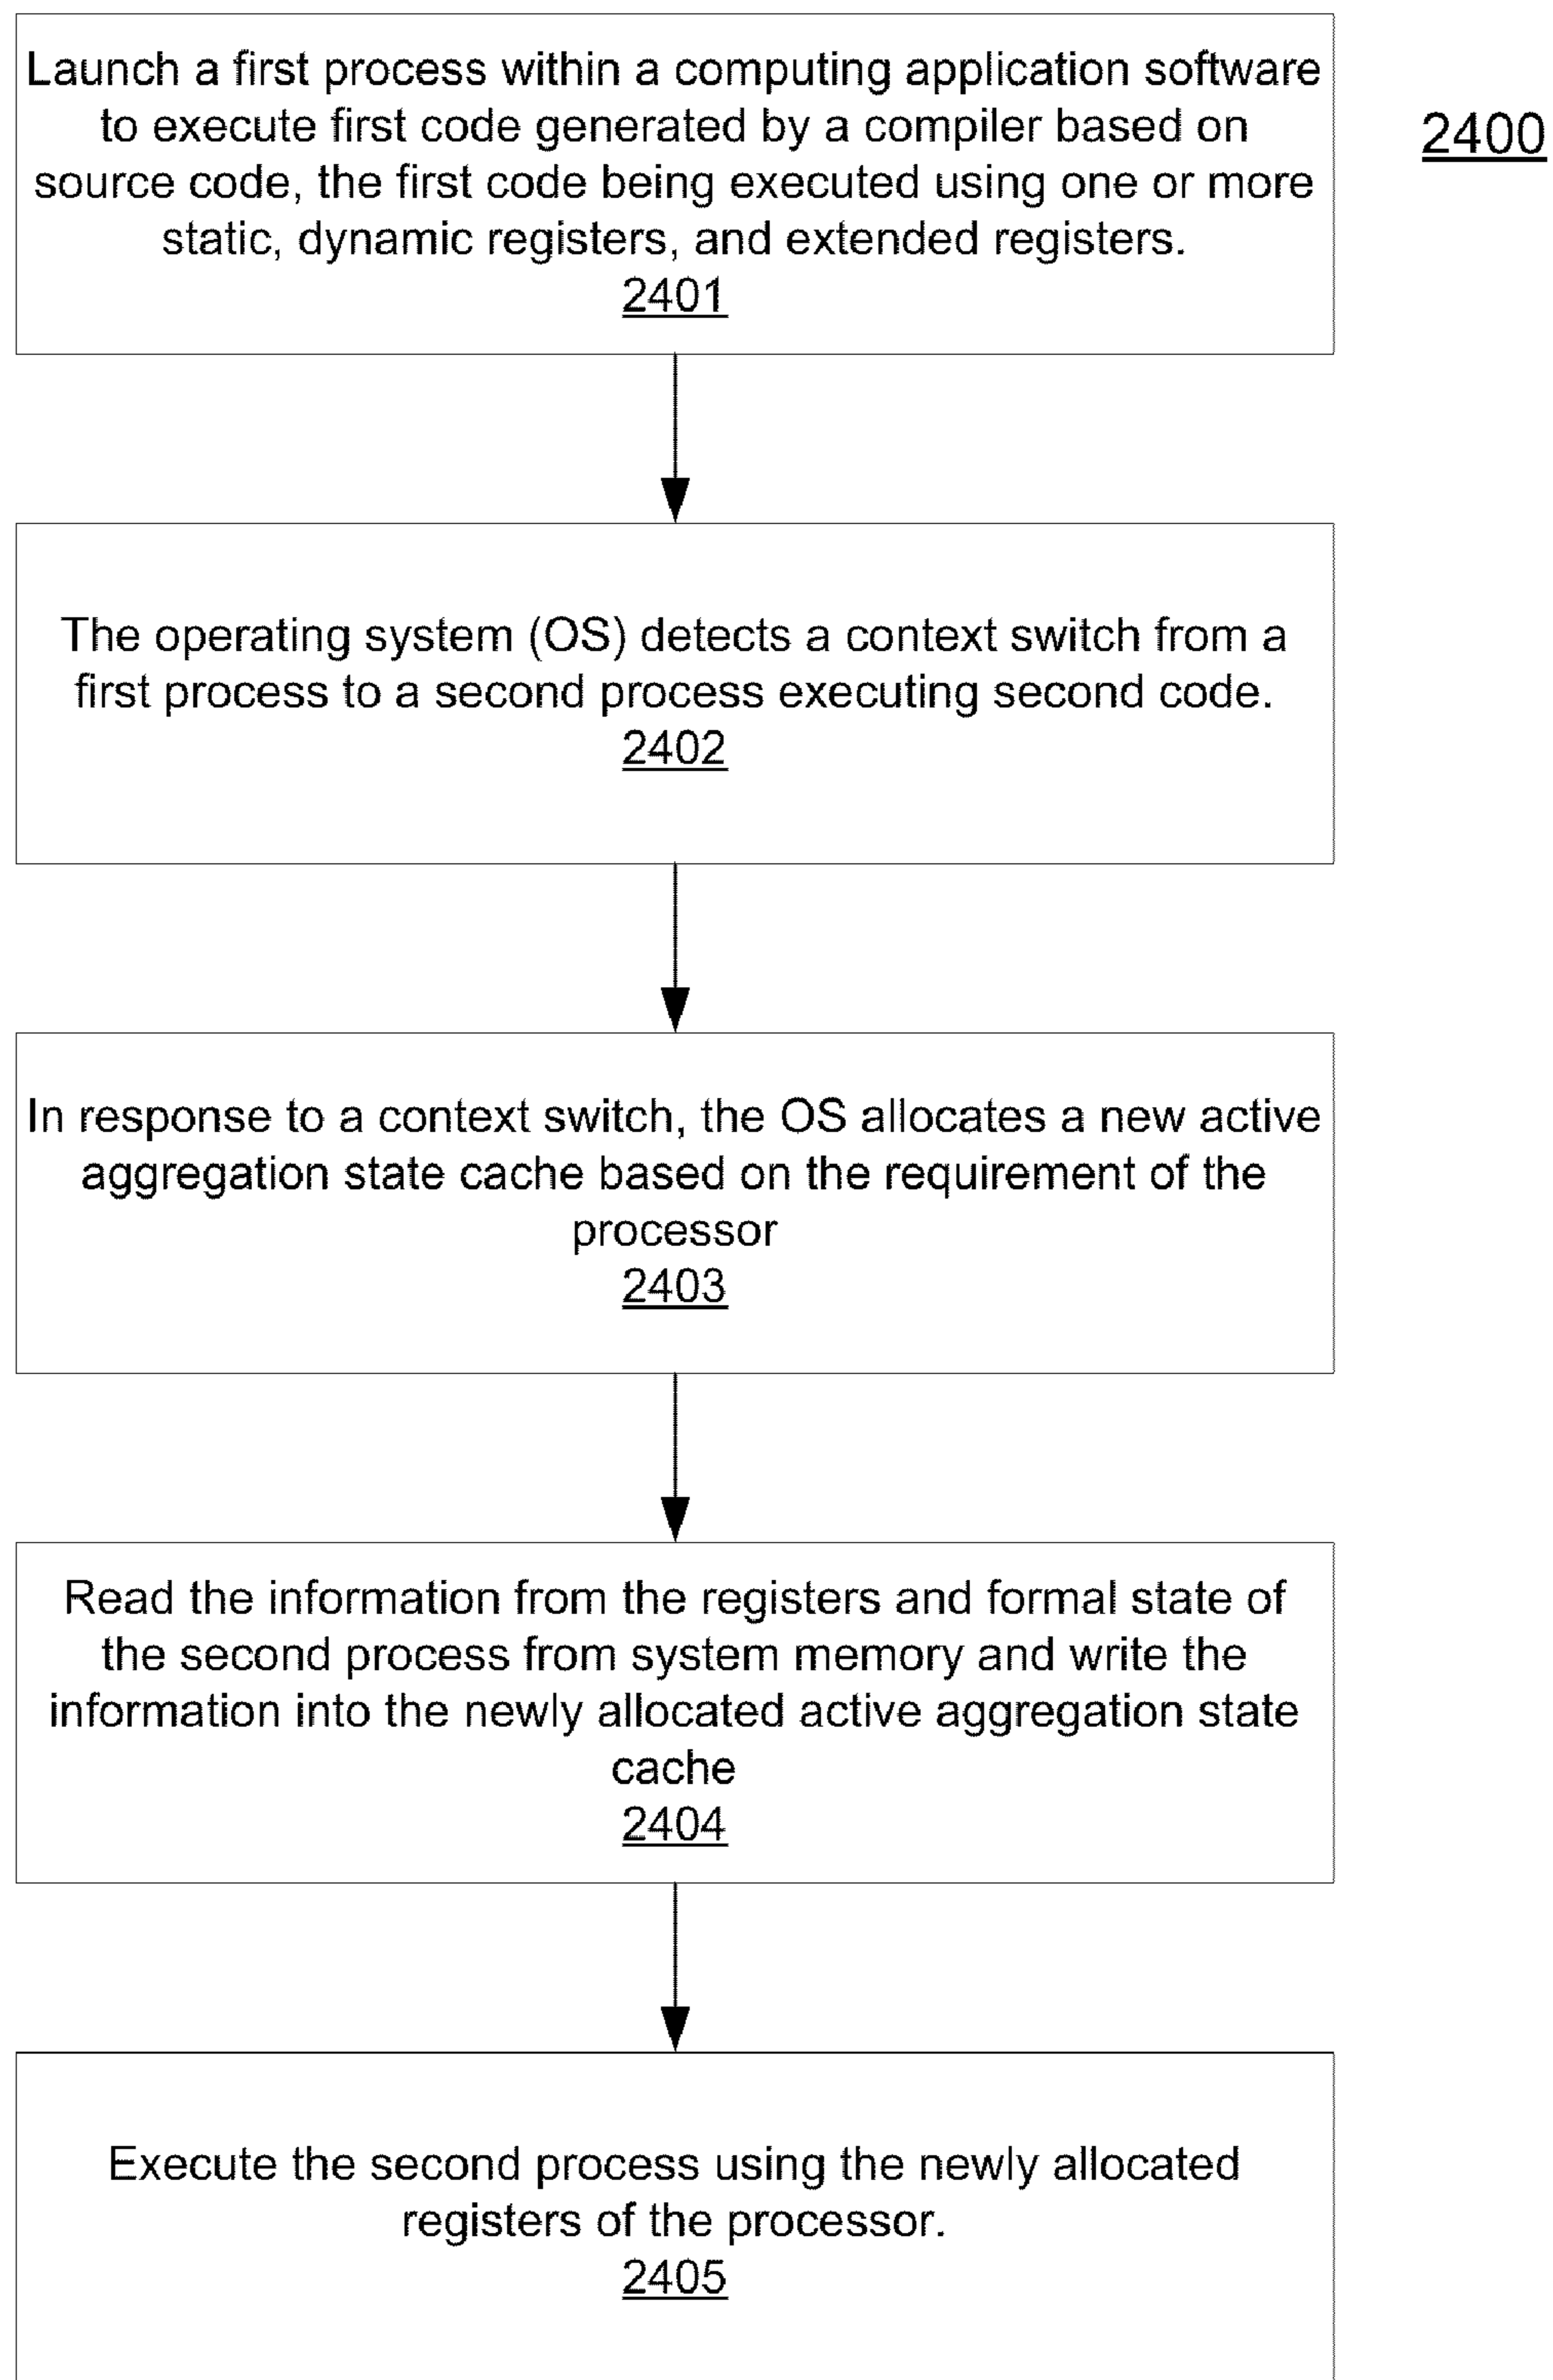 Launch a first process within a computing application software
to execute first code generated by a compiler based on
source code, the first code being executed using one or more
static, dynamic registers, and extended registers.
2401
2400
The operating system (OS) detects a context switch from a
first process to a second process executing second code.
2402
In response to a context switch, the OS allocates a new active
aggregation state cache based on the requirement of the
processor
2403
Read the information from the registers and formal state of
the second process from system memory and write the
information into the newly allocated active aggregation state
cache
2404
Execute the second process using the newly allocated
registers of the processor.
2405